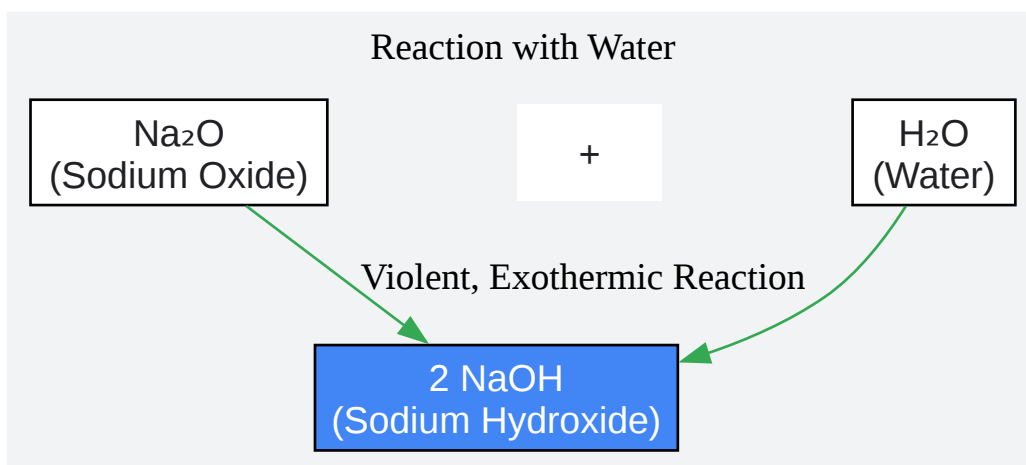 Reaction with Water
Na₂O
(Sodium Oxide)
+
H₂O
(Water)
Violent, Exothermic Reaction
2 NaOH
(Sodium Hydroxide)